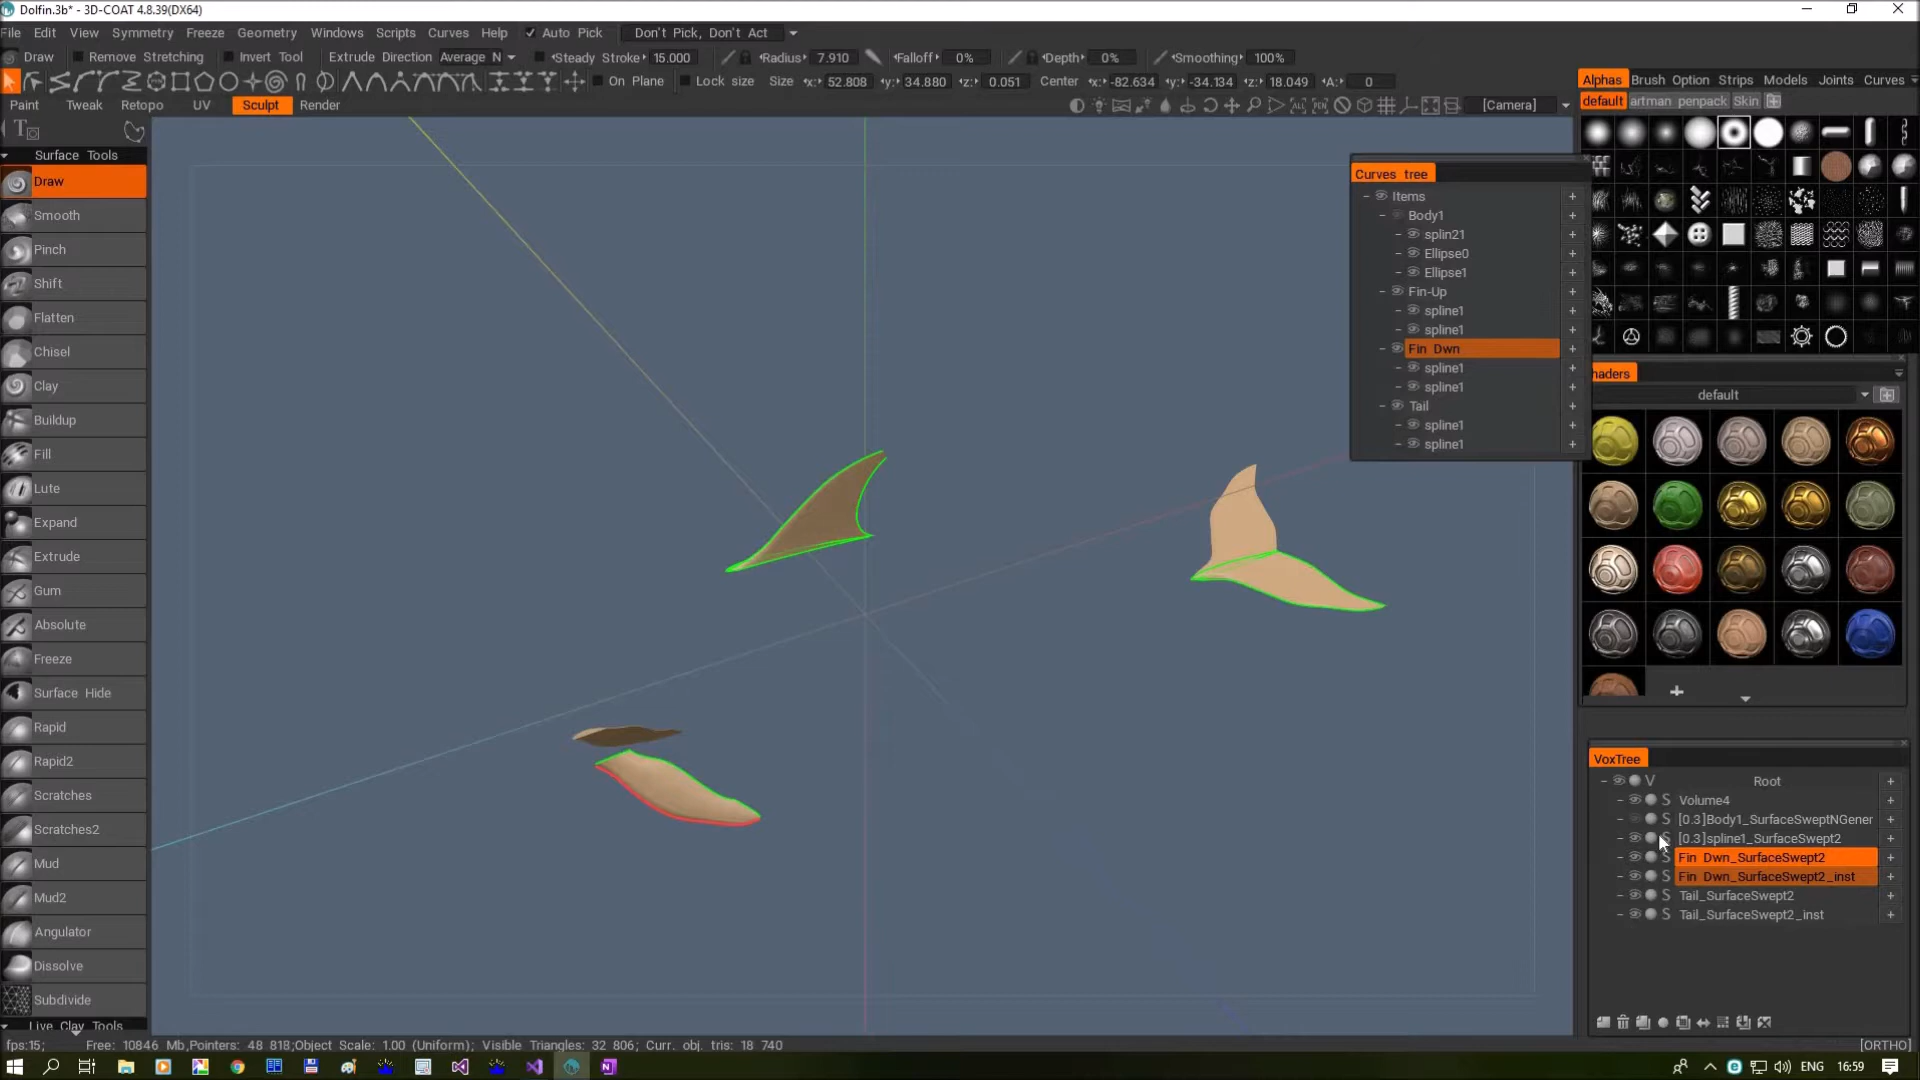 Dolfin.3b* - 3D-COAT 4.8.39(DX64)
File Edit View Symmetry Freeze Geometry Windows Scripts Curves Help Auto Pick Don't Pick, Don't Act
Draw Remove Stretching Invert Tool Extrude Direction Average N Steady Stroke 15.000 Radius 7.910 Falloff 0% Depth: 0% Smoothing: 100%
On Plane Lock size Size x: 52.808 y: 34.880 z: 0.051 Center x: -82.634 y: -34.134 z: 18.049 A: 0
Paint Tweak Retopo UV Sculpt Render [Camera]
Surface Tools
Draw
Smooth
Pinch
Shift
Flatten
Chisel
Clay
Buildup
Fill
Lute
Expand
Extrude
Gum
Absolute
Freeze
Surface Hide
Rapid
Rapid2
Scratches
Scratches2
Mud
Mud2
Angulator
Dissolve
Subdivide
Live Clay Tools
Curves tree
Items
Body1
splin21
Ellipse0
Ellipse1
Fin-Up
spline1
spline1
Fin Dwn
spline1
spline1
Tail
spline1
spline1
Alphas Brush Option Strips Models Joints Curves
default artman penpack Skin
haders
default
VoxTree
V Root
S Volume4
S [0.3]Body1_SurfaceSweptNGener
S [0.3]spline1_SurfaceSwept2
S Fin Dwn_SurfaceSwept2
S Fin Dwn_SurfaceSwept2_inst
S Tail_SurfaceSwept2
S Tail_SurfaceSwept2_inst
fps:15; Free: 10846 Mb,Pointers: 48 818;Object Scale: 1.00 (Uniform); Visible Triangles: 32 806; Curr. obj. tris: 18 740 [ORTHO]
ENG 16:59